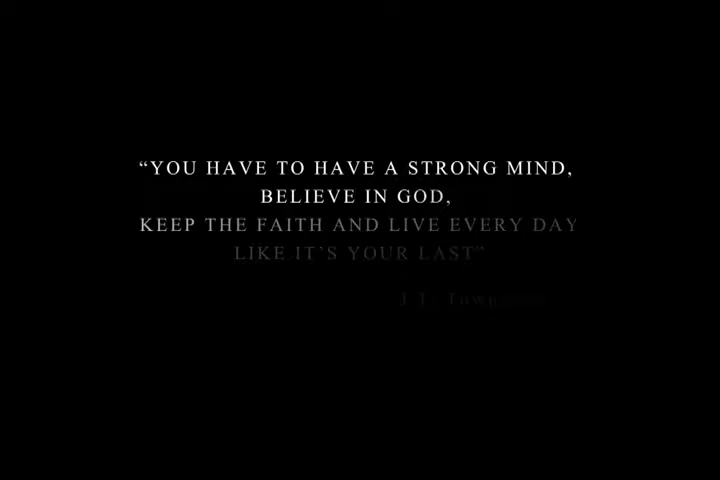 “YOU HAVE TO HAVE A STRONG MIND,
BELIEVE IN GOD,
KEEP THE FAITH AND LIVE EVERY DAY
LIKE IT’S YOUR LAST”